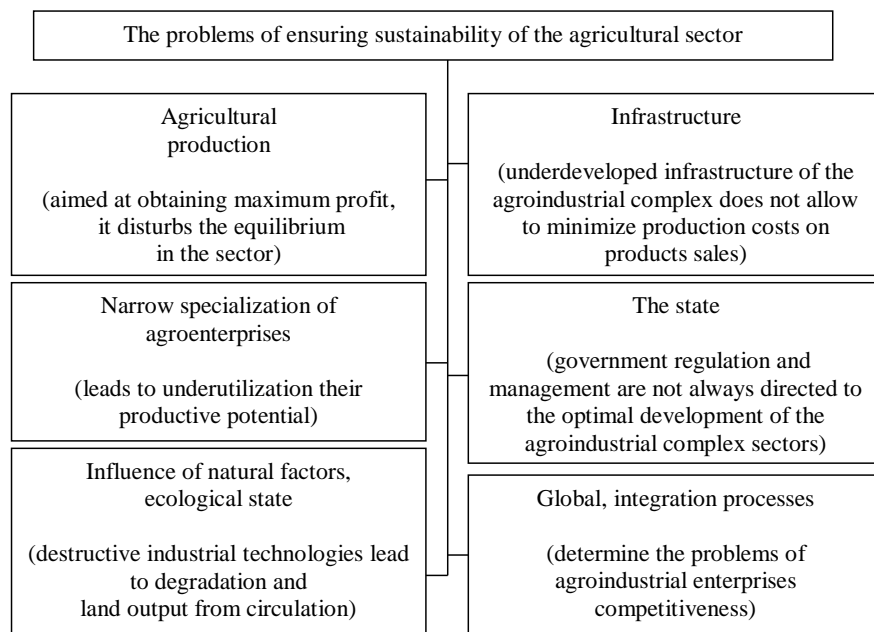 The problems of ensuring sustainability of the agricultural sector
Agricultural
production
(aimed at obtaining maximum profit,
it disturbs the equilibrium
in the sector)
Narrow specialization of
agroenterprises
(leads to underutilization their
productive potential)
Influence of natural factors,
ecological state
(destructive industrial technologies lead
to degradation and
land output from circulation)
Infrastructure
(underdeveloped infrastructure of the
agroindustrial complex does not allow
to minimize production costs on
products sales)
The state
(government regulation and
management are not always directed to
the optimal development of the
agroindustrial complex sectors)
Global, integration processes
(determine the problems of
agroindustrial enterprises
competitiveness)